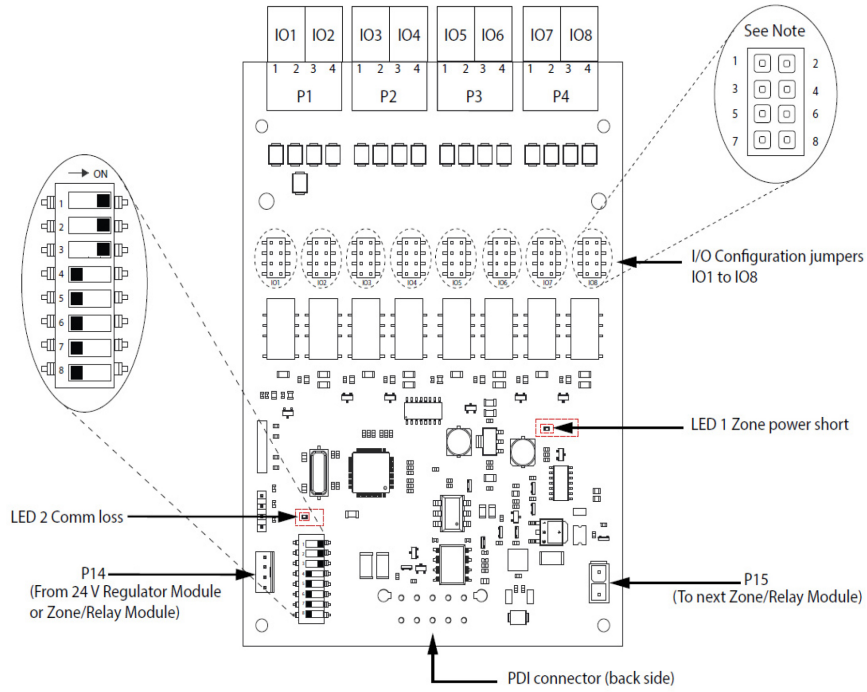 IO1 IO2 IO3 IO4 IO5 IO6 IO7 IO8
1 2 3 4 1 2 3 4 1 2 3 4 1 2 3 4
P1 P2 P3 P4
See Note
1 2
3 4
5 6
7 8
→ ON
1
2
3
4
5
6
7
8
I/O Configuration jumpers
IO1 to IO8
IO1 IO2 IO3 IO4 IO5 IO6 IO7 IO8
LED 1 Zone power short
LED 2 Comm loss
P14
(From 24 V Regulator Module
or Zone/Relay Module)
P15
(To next Zone/Relay Module)
PDI connector (back side)